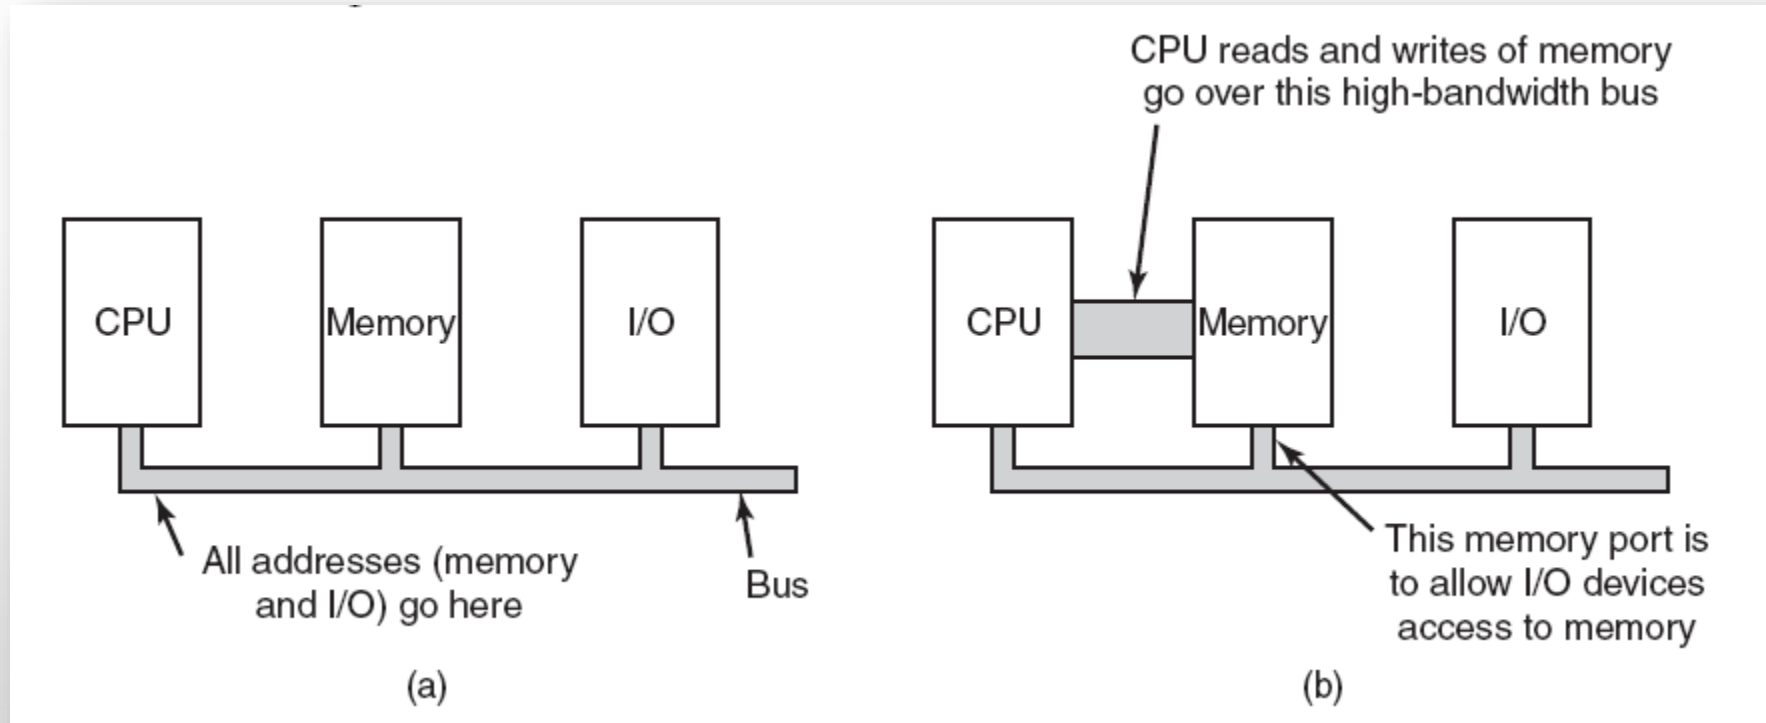 CPU reads and writes of memory
go over this high-bandwidth bus
CPU
Memory
I/O
CPU
Memory
I/O
All addresses (memory
and I/O) go here
Bus
This memory port is
to allow I/O devices
access to memory
(a)
(b)